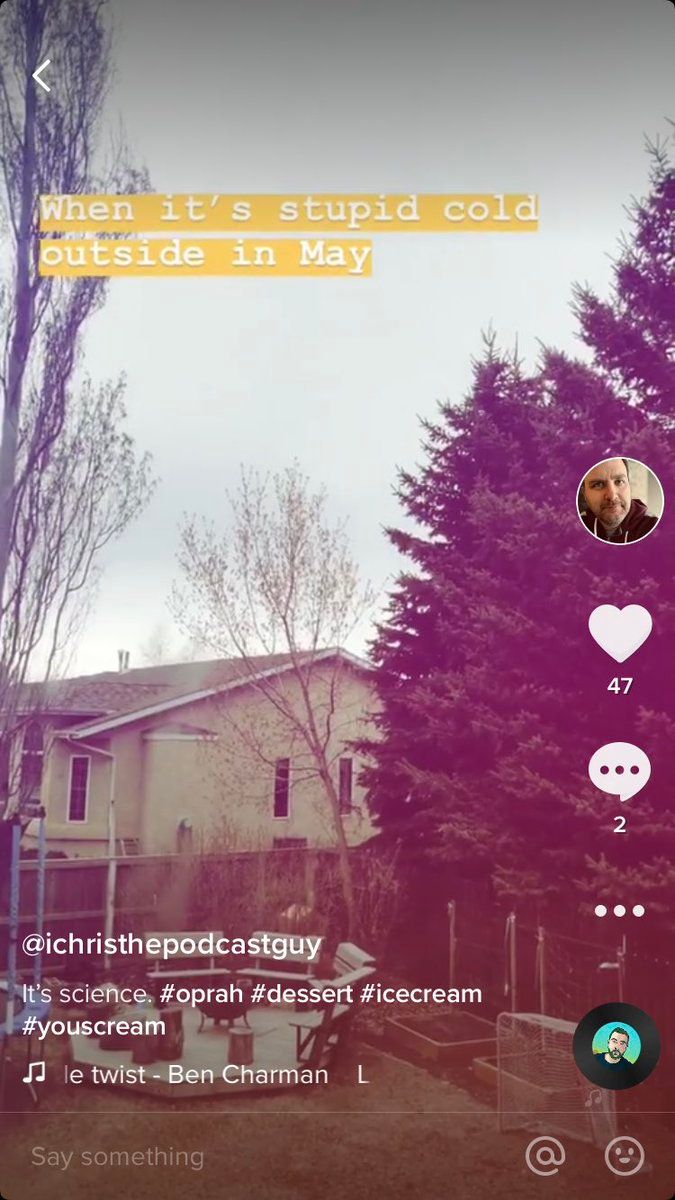 When it's stupid cold
outside in May
47
2
@ichristhepodcastguy
It's science. #oprah #dessert #icecream
#youscream
le twist - Ben Charman L
Say something